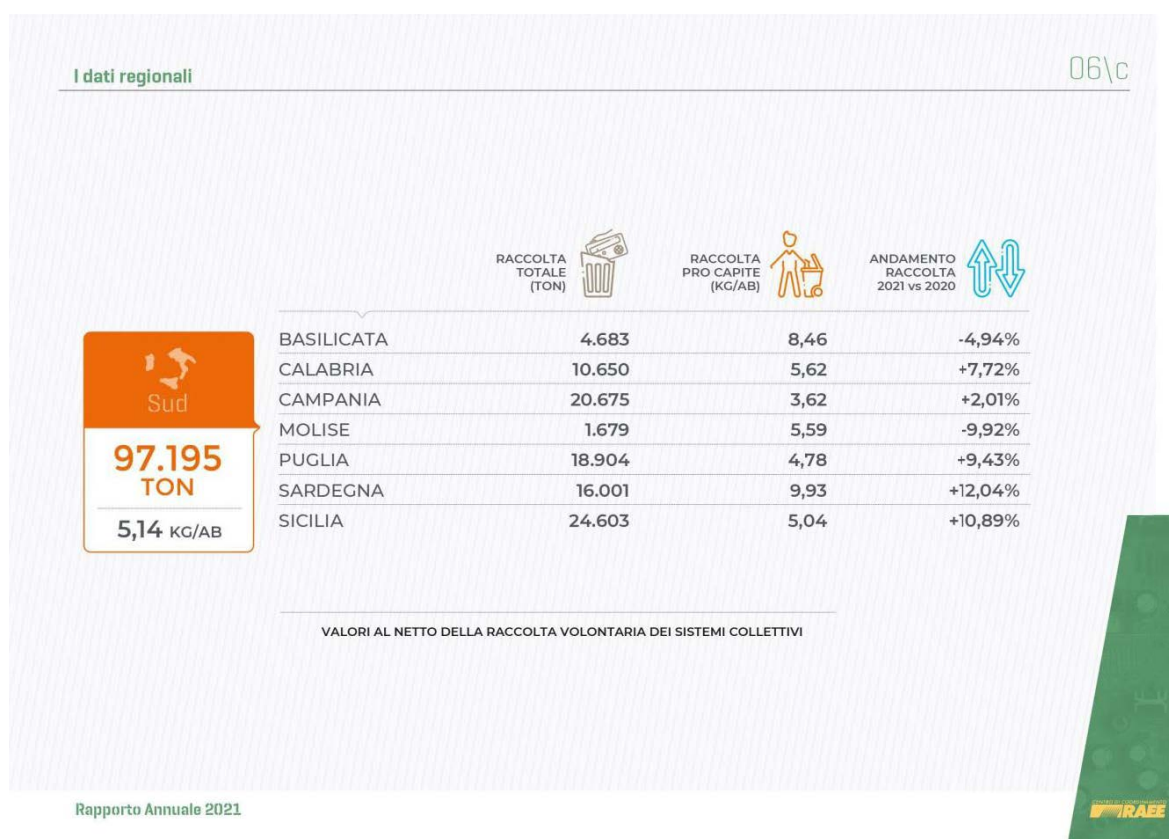 I dati regionali
06\c
RACCOLTA
TOTALE
(TON)
RACCOLTA
PRO CAPITE
(KG/AB)
ANDAMENTO
RACCOLTA
2021 vs 2020
Sud
97.195
TON
5,14 KG/AB
BASILICATA 4.683 8,46 -4,94%
CALABRIA 10.650 5,62 +7,72%
CAMPANIA 20.675 3,62 +2,01%
MOLISE 1.679 5,59 -9,92%
PUGLIA 18.904 4,78 +9,43%
SARDEGNA 16.001 9,93 +12,04%
SICILIA 24.603 5,04 +10,89%
VALORI AL NETTO DELLA RACCOLTA VOLONTARIA DEI SISTEMI COLLETTIVI
Rapporto Annuale 2021
CENTRO DI COORDINAMENTO
RAEE